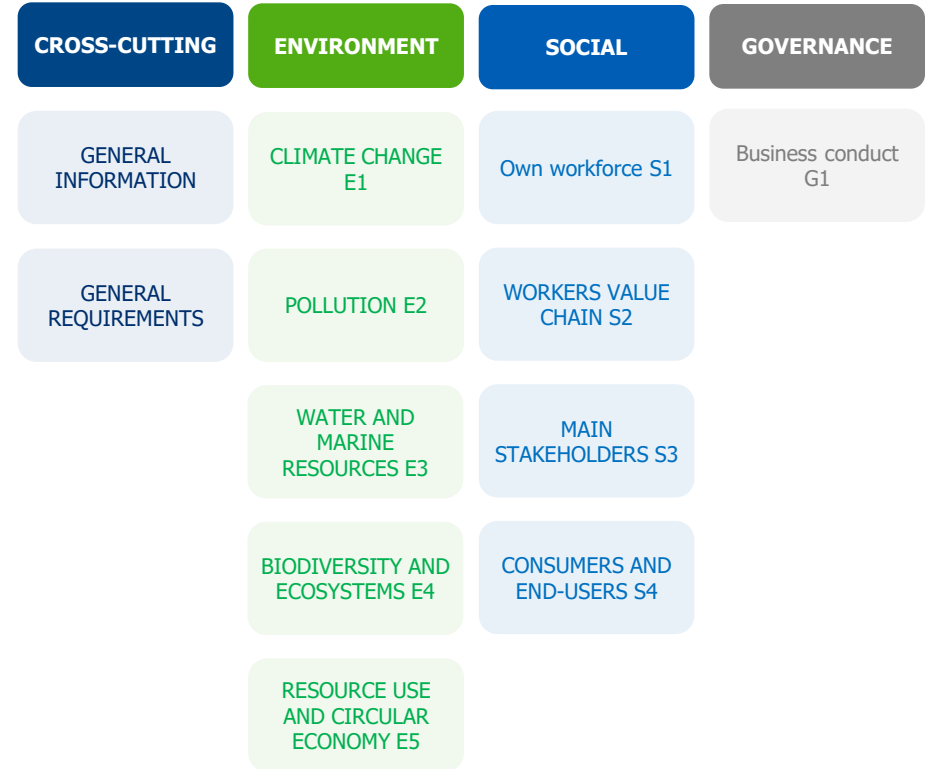 CROSS-CUTTING
ENVIRONMENT
SOCIAL
GOVERNANCE
GENERAL
INFORMATION
CLIMATE CHANGE
E1
Own workforce S1
Business conduct
G1
GENERAL
REQUIREMENTS
POLLUTION E2
WORKERS VALUE
CHAIN S2
WATER AND
MARINE
RESOURCES E3
MAIN
STAKEHOLDERS S3
BIODIVERSITY AND
ECOSYSTEMS E4
CONSUMERS AND
END-USERS S4
RESOURCE USE
AND CIRCULAR
ECONOMY E5